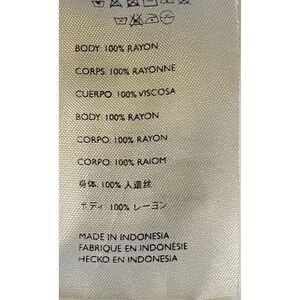 BODY: 100% RAYON
CORPS: 100% RAYONNE
CUERPO: 100% VISCOSA
BODY: 100% RAYON
CORPO: 100% RAYON
CORPO: 100% RAIOM
身体: 100% 人造丝
ボディ: 100% レーヨン
MADE IN INDONESIA
FABRIQUE EN INDONESIE
HECKO EN INDONESIA